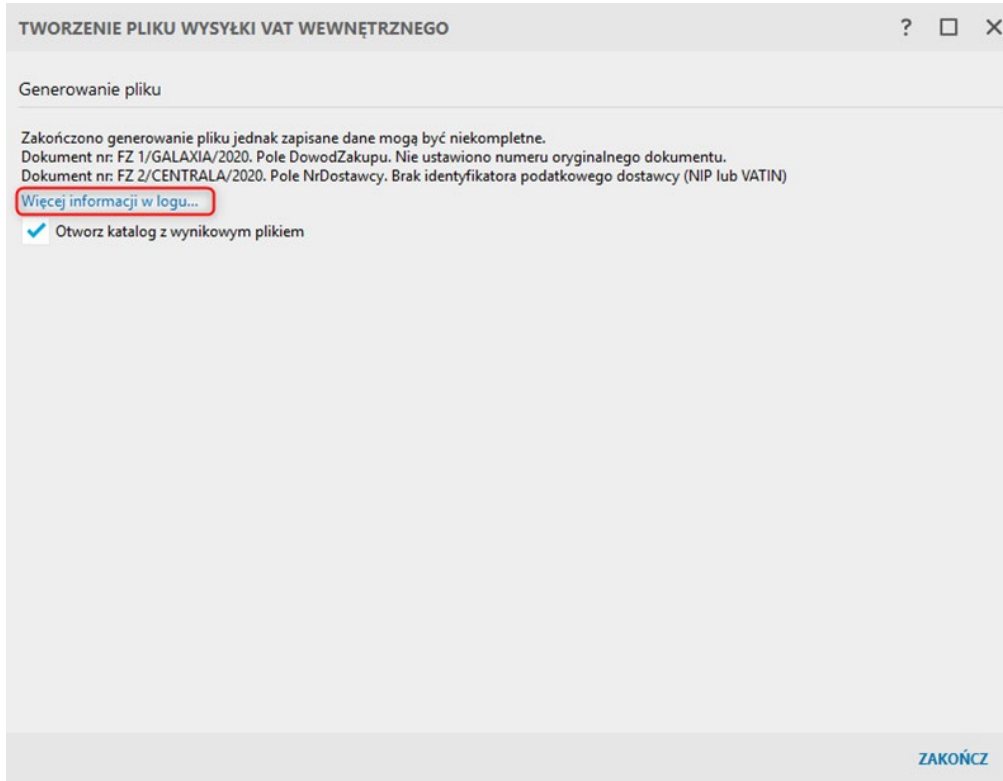 TWORZENIE PLIKU WYSYŁKI VAT WEWNĘTRZNEGO
Generowanie pliku
Zakończono generowanie pliku jednak zapisane dane mogą być niekompletne.
Dokument nr: FZ 1/GALAXIA/2020. Pole DowodZakupu. Nie ustawiono numeru oryginalnego dokumentu.
Dokument nr: FZ 2/CENTRALA/2020. Pole NrDostawcy. Brak identyfikatora podatkowego dostawcy (NIP lub VATIN)
Więcej informacji w logu...
Otworz katalog z wynikowym plikiem
ZAKOŃCZ